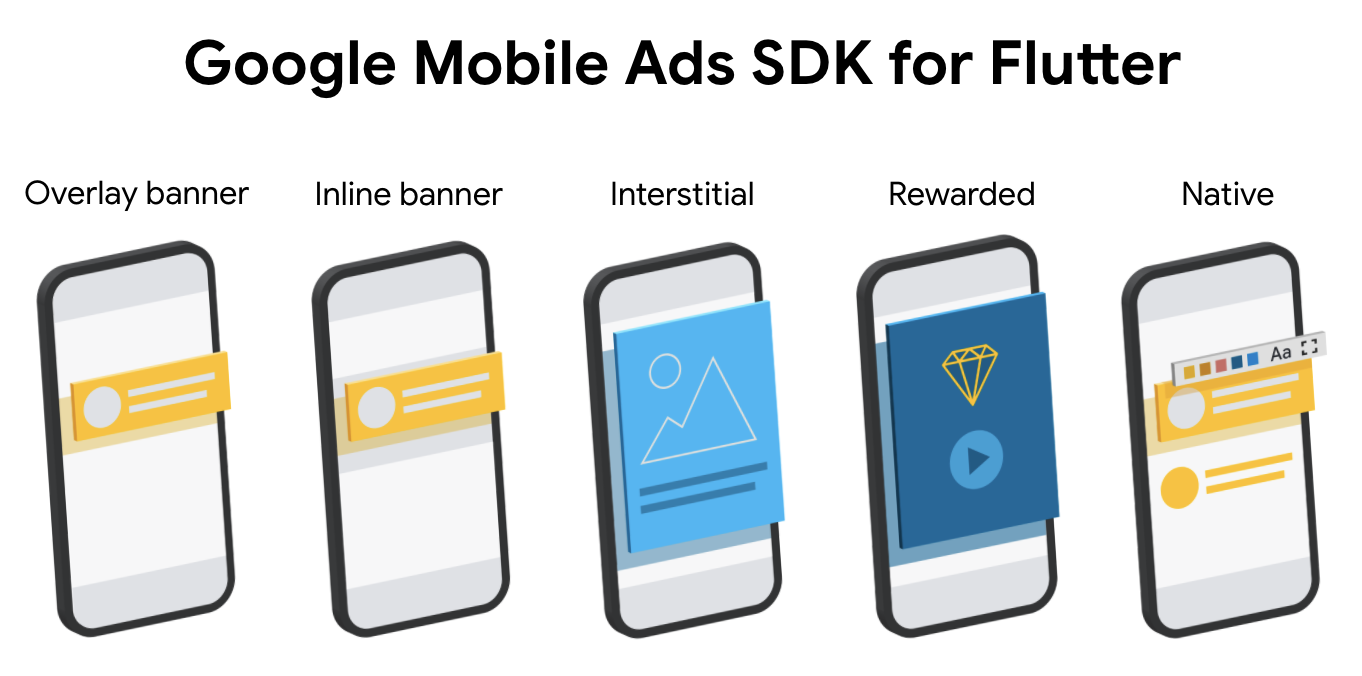 Google Mobile Ads SDK for Flutter
Overlay banner
Inline banner
Interstitial
Rewarded
Native
Aa